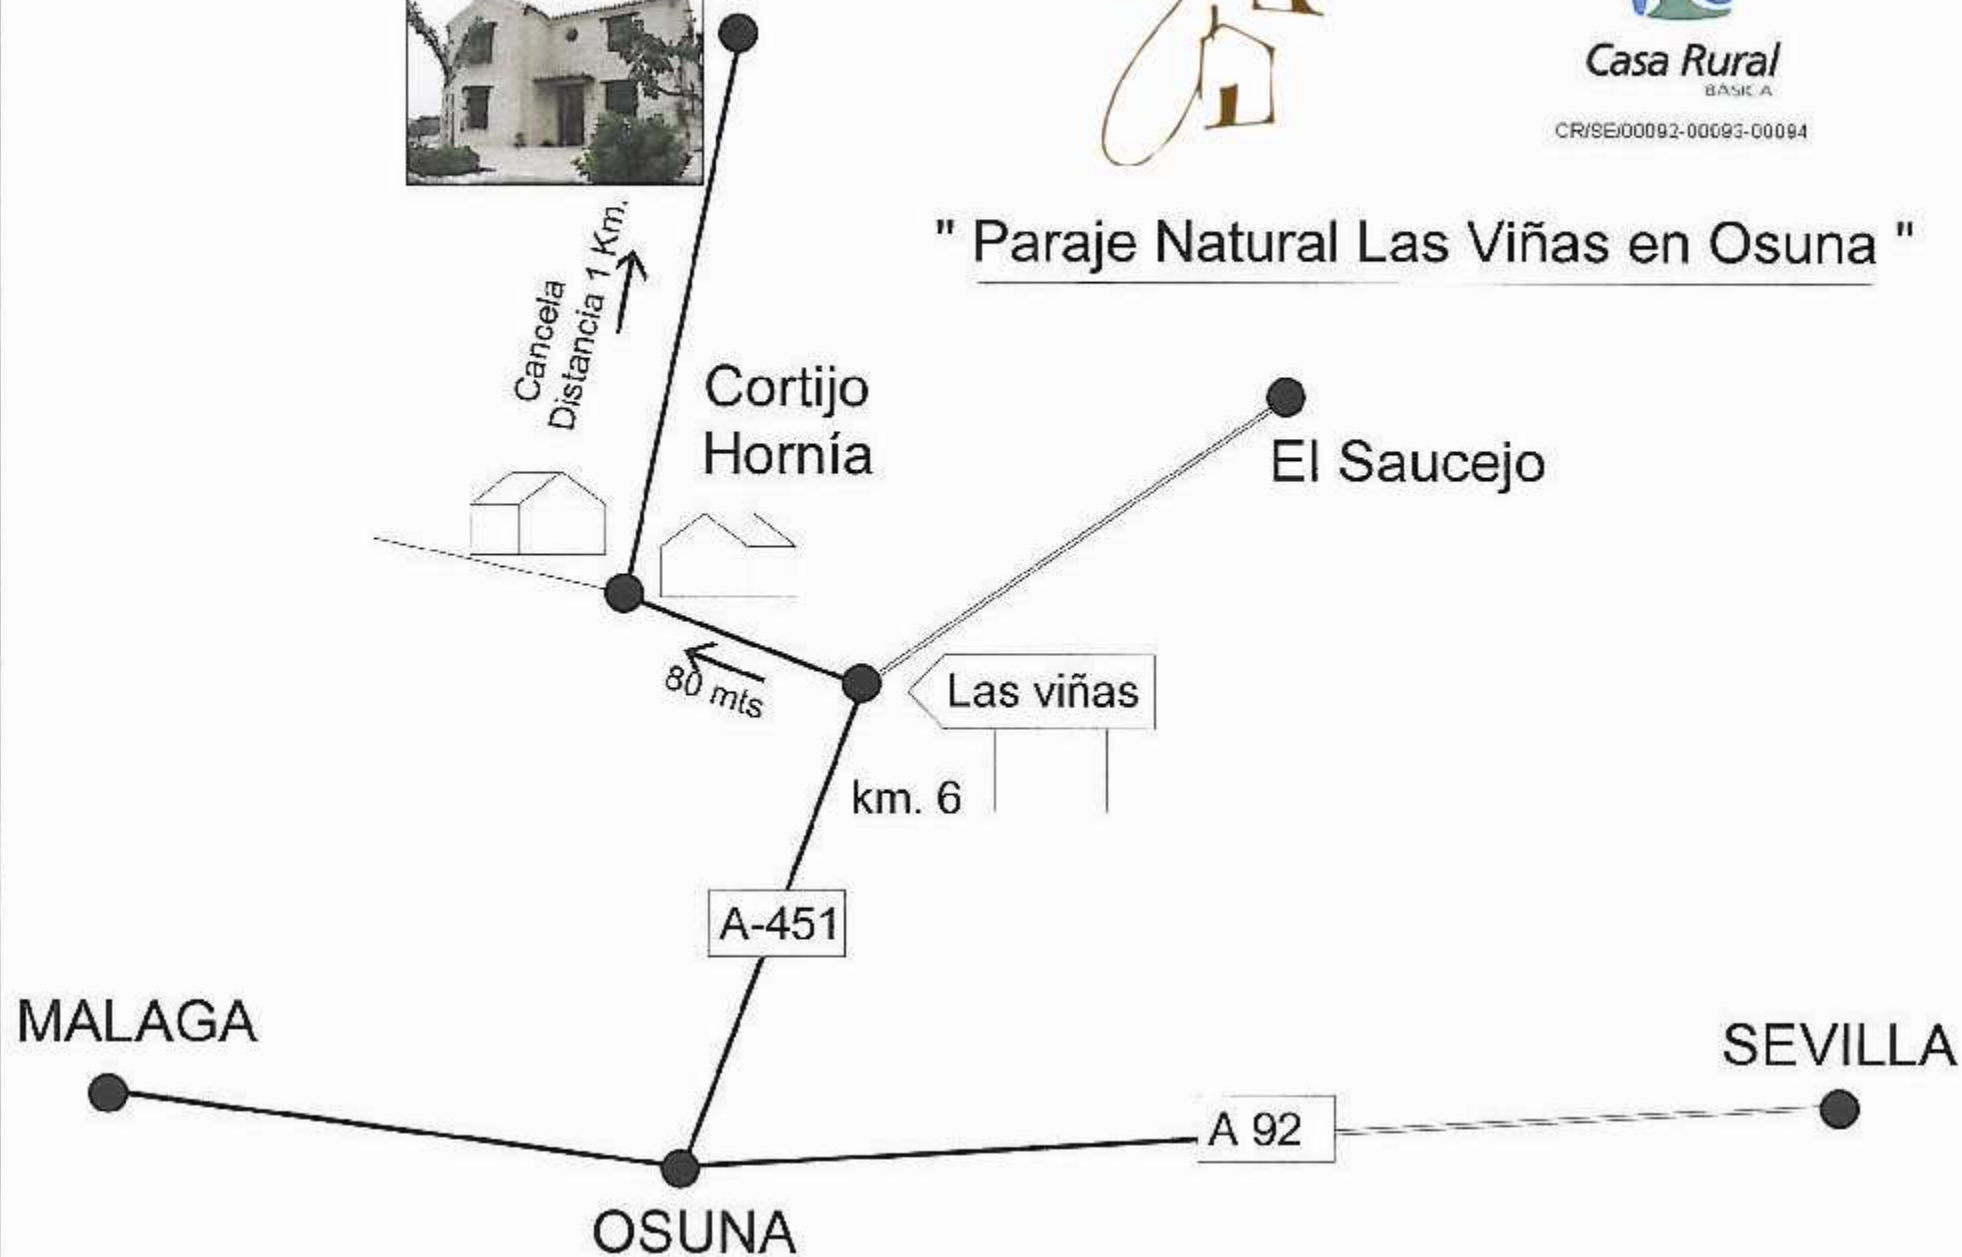 Casa Rural
BÁSICA
CR/SE/00092-00093-00094
" Paraje Natural Las Viñas en Osuna "
Cancela
Distancia 1 Km.
Cortijo
Hornía
El Saucejo
80 mts
Las viñas
km. 6
A-451
MALAGA
SEVILLA
A 92
OSUNA